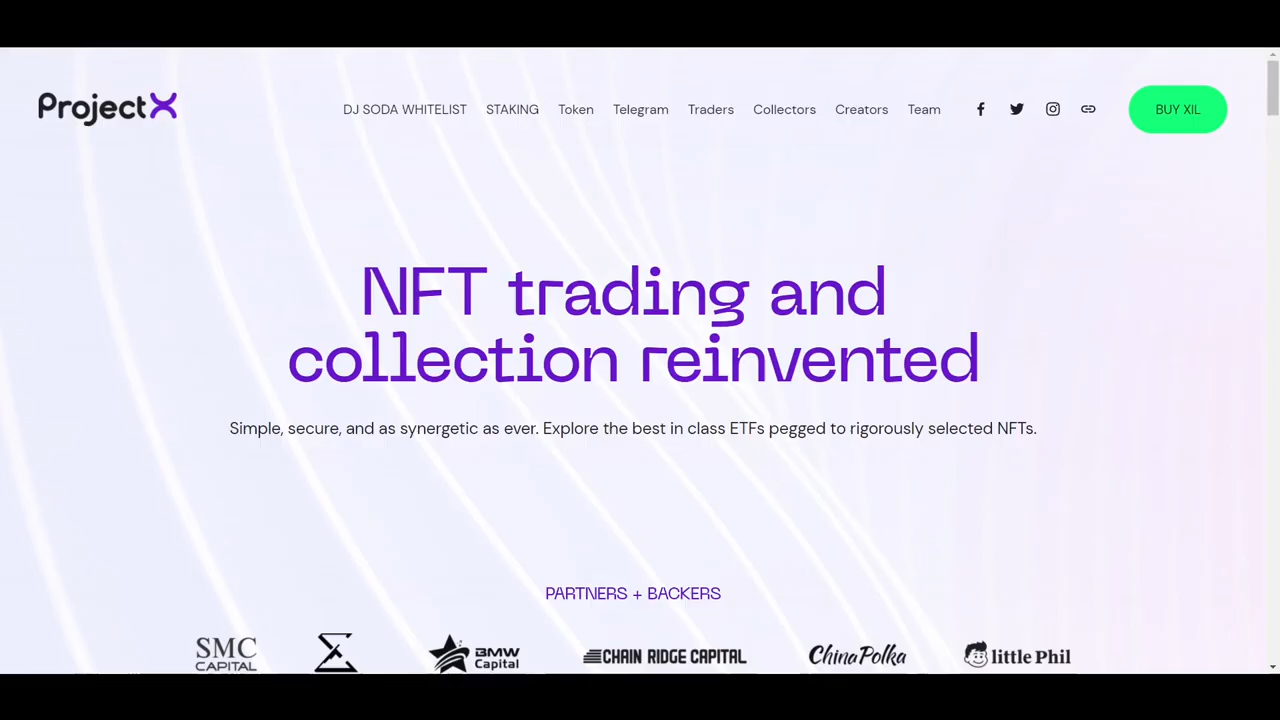 ProjectX
DJ SODA WHITELIST STAKING Token Telegram Traders Collectors Creators Team BUY XIL
NFT trading and
collection reinvented
Simple, secure, and as synergetic as ever. Explore the best in class ETFs pegged to rigorously selected NFTs.
PARTNERS + BACKERS
SMC CAPITAL
BMW Capital
CHAIN RIDGE CAPITAL
ChinaPolka
little Phil